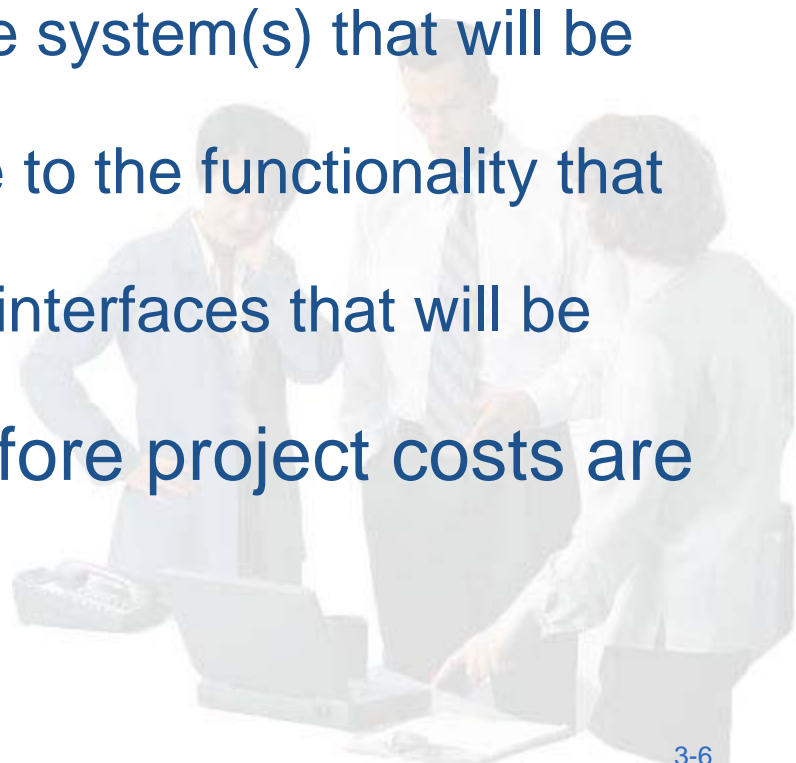 e system(s) that will be
e to the functionality that
interfaces that will be
fore project costs are
3-6